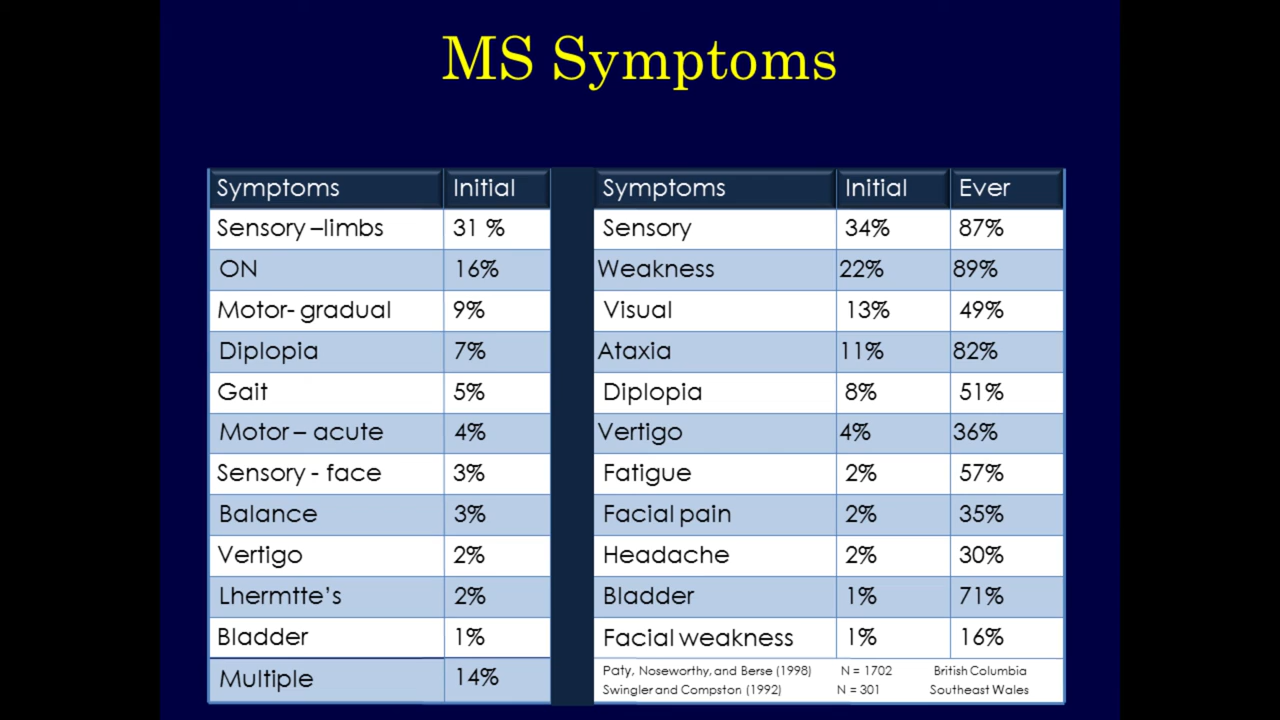 MS Symptoms
Symptoms Initial
Sensory –limbs 31 %
ON 16%
Motor- gradual 9%
Diplopia 7%
Gait 5%
Motor – acute 4%
Sensory - face 3%
Balance 3%
Vertigo 2%
Lhermtte’s 2%
Bladder 1%
Multiple 14%
Symptoms Initial Ever
Sensory 34% 87%
Weakness 22% 89%
Visual 13% 49%
Ataxia 11% 82%
Diplopia 8% 51%
Vertigo 4% 36%
Fatigue 2% 57%
Facial pain 2% 35%
Headache 2% 30%
Bladder 1% 71%
Facial weakness 1% 16%
Paty, Noseworthy, and Berse (1998) N = 1702 British Columbia
Swingler and Compston (1992) N = 301 Southeast Wales